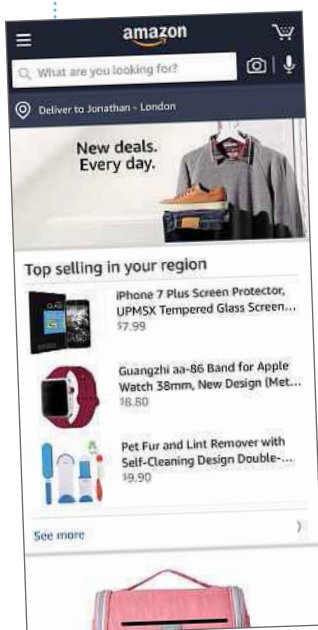 amazon
What are you looking for?
Deliver to Jonathan - London
New deals.
Every day.
Top selling in your region
iPhone 7 Plus Screen Protector,
UPMSX Tempered Glass Screen...
$7.99
Guangzhi aa-86 Band for Apple
Watch 38mm, New Design (Met...
$8.80
Pet Fur and Lint Remover with
Self-Cleaning Design Double-...
$9.90
See more